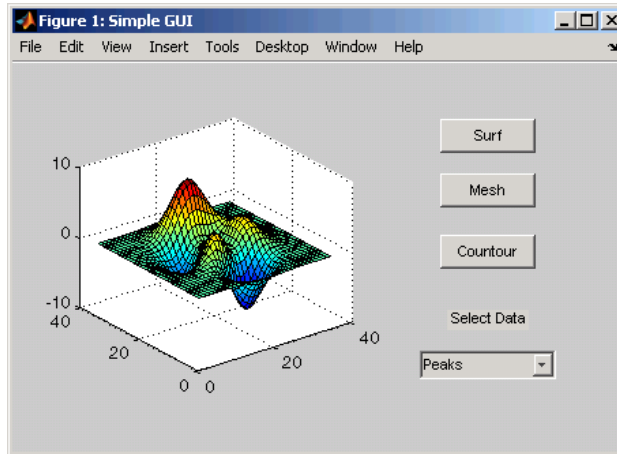 Figure 1: Simple GUI
File Edit View Insert Tools Desktop Window Help
Surf
Mesh
Countour
Select Data
Peaks
10
0
-10
40
20
0
0
20
40